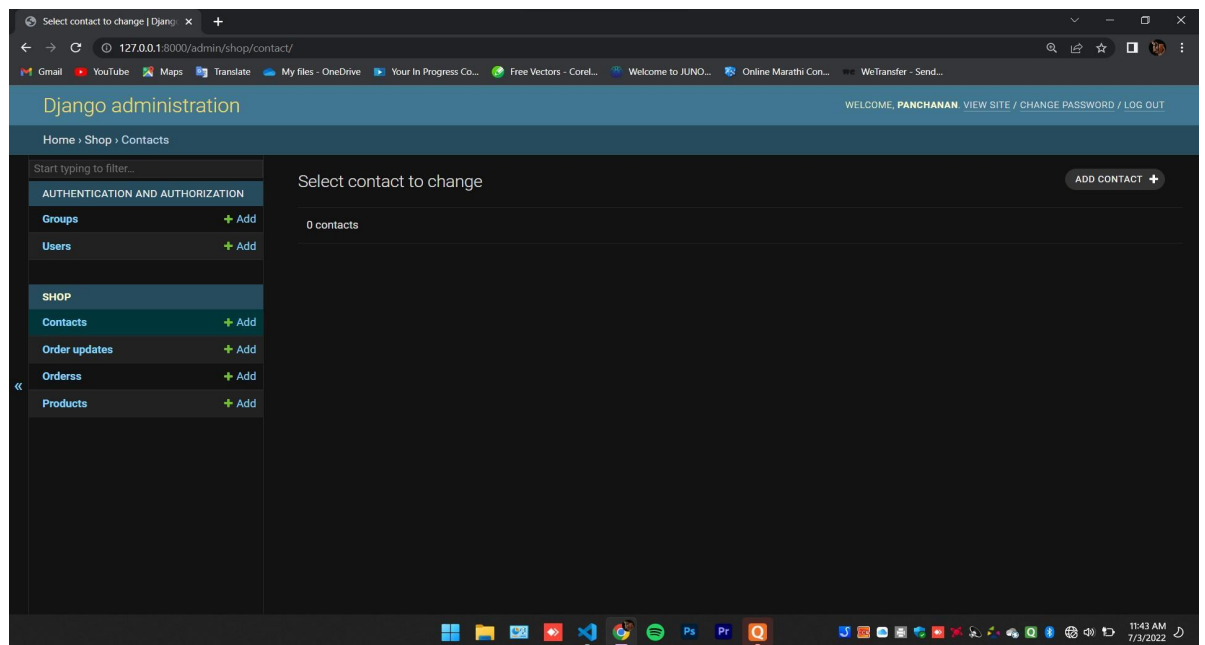 Select contact to change | Djang
127.0.0.1:8000/admin/shop/contact/
Gmail YouTube Maps Translate My files - OneDrive Your In Progress Co... Free Vectors - Corel... Welcome to JUNO... Online Marathi Con... WeTransfer - Send...
Django administration
WELCOME, PANCHANAN. VIEW SITE / CHANGE PASSWORD / LOG OUT
Home › Shop › Contacts
Start typing to filter...
AUTHENTICATION AND AUTHORIZATION
Groups + Add
Users + Add
SHOP
Contacts + Add
Order updates + Add
Orderss + Add
Products + Add
«
Select contact to change
ADD CONTACT +
0 contacts
Ps Pr
11:43 AM
7/3/2022